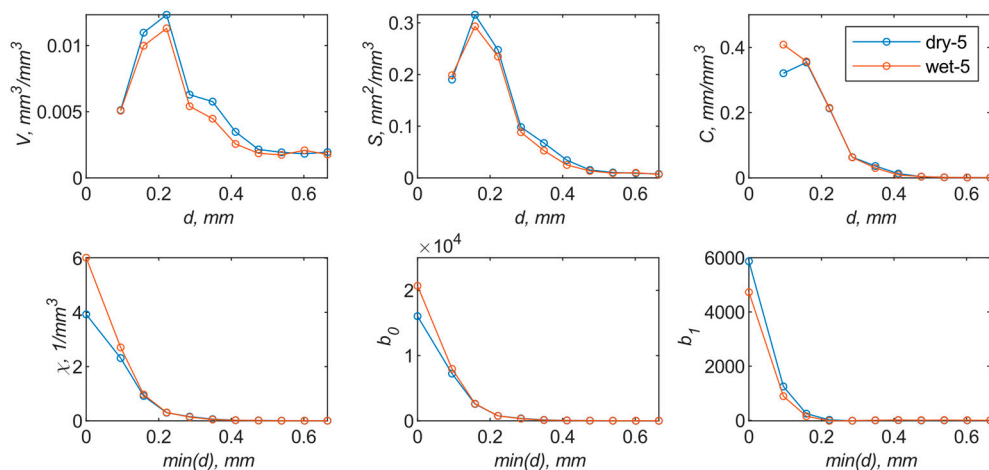 V, mm³/mm³
0.01
0.005
0
0 0.2 0.4 0.6
d, mm
S, mm²/mm³
0.3
0.2
0.1
0
0 0.2 0.4 0.6
d, mm
C, mm/mm³
0.4
0.2
0
0 0.2 0.4 0.6
d, mm
dry-5
wet-5
χ, 1/mm³
6
4
2
0
0 0.2 0.4 0.6
min(d), mm
×10⁴
b₀
2
1
0
0 0.2 0.4 0.6
min(d), mm
b₁
6000
4000
2000
0
0 0.2 0.4 0.6
min(d), mm